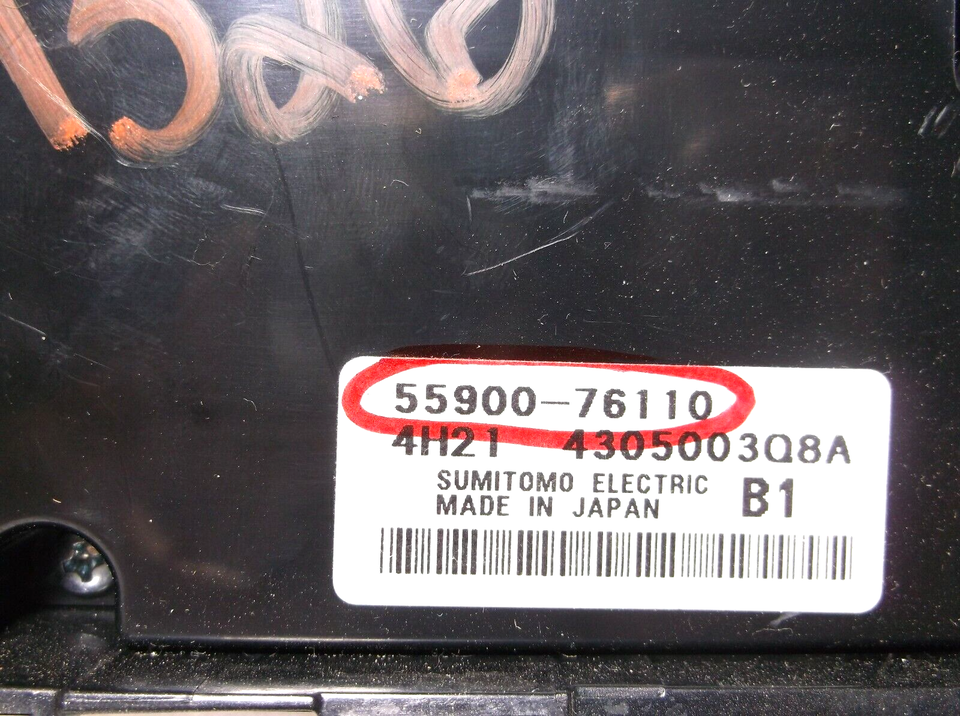 55900-76110
4H21 4305003Q8A
SUMITOMO ELECTRIC
MADE IN JAPAN B1